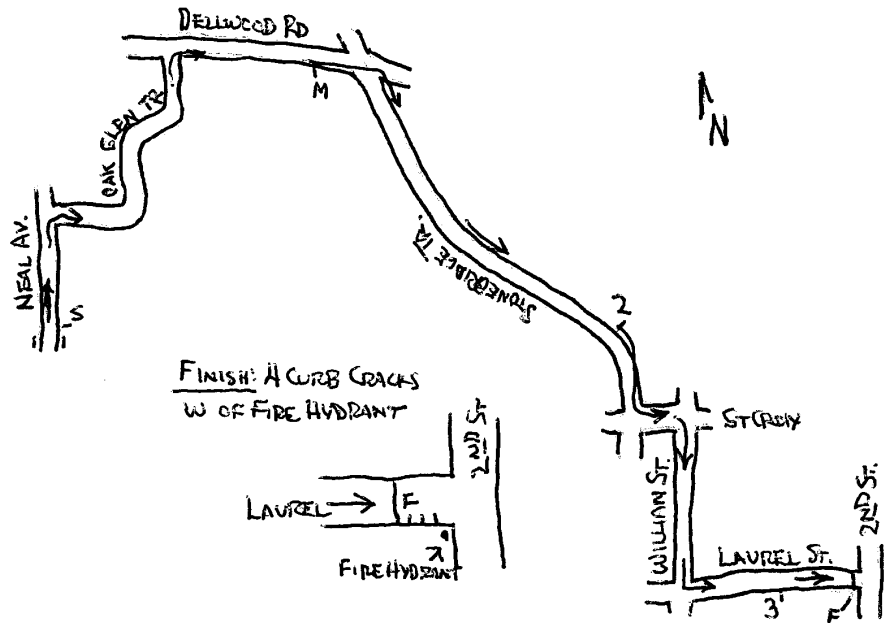 DELLWOOD RD
M
N
OAK GLEN TR
NEAL AV.
S
STONEBRIDGE TR.
2
FINISH: 4 CURB CRACKS
W OF FIRE HYDRANT
2ND ST
ST CROIX
LAUREL
F
FIRE HYDRANT
WILLIAM ST.
LAUREL ST.
2ND ST.
3
F